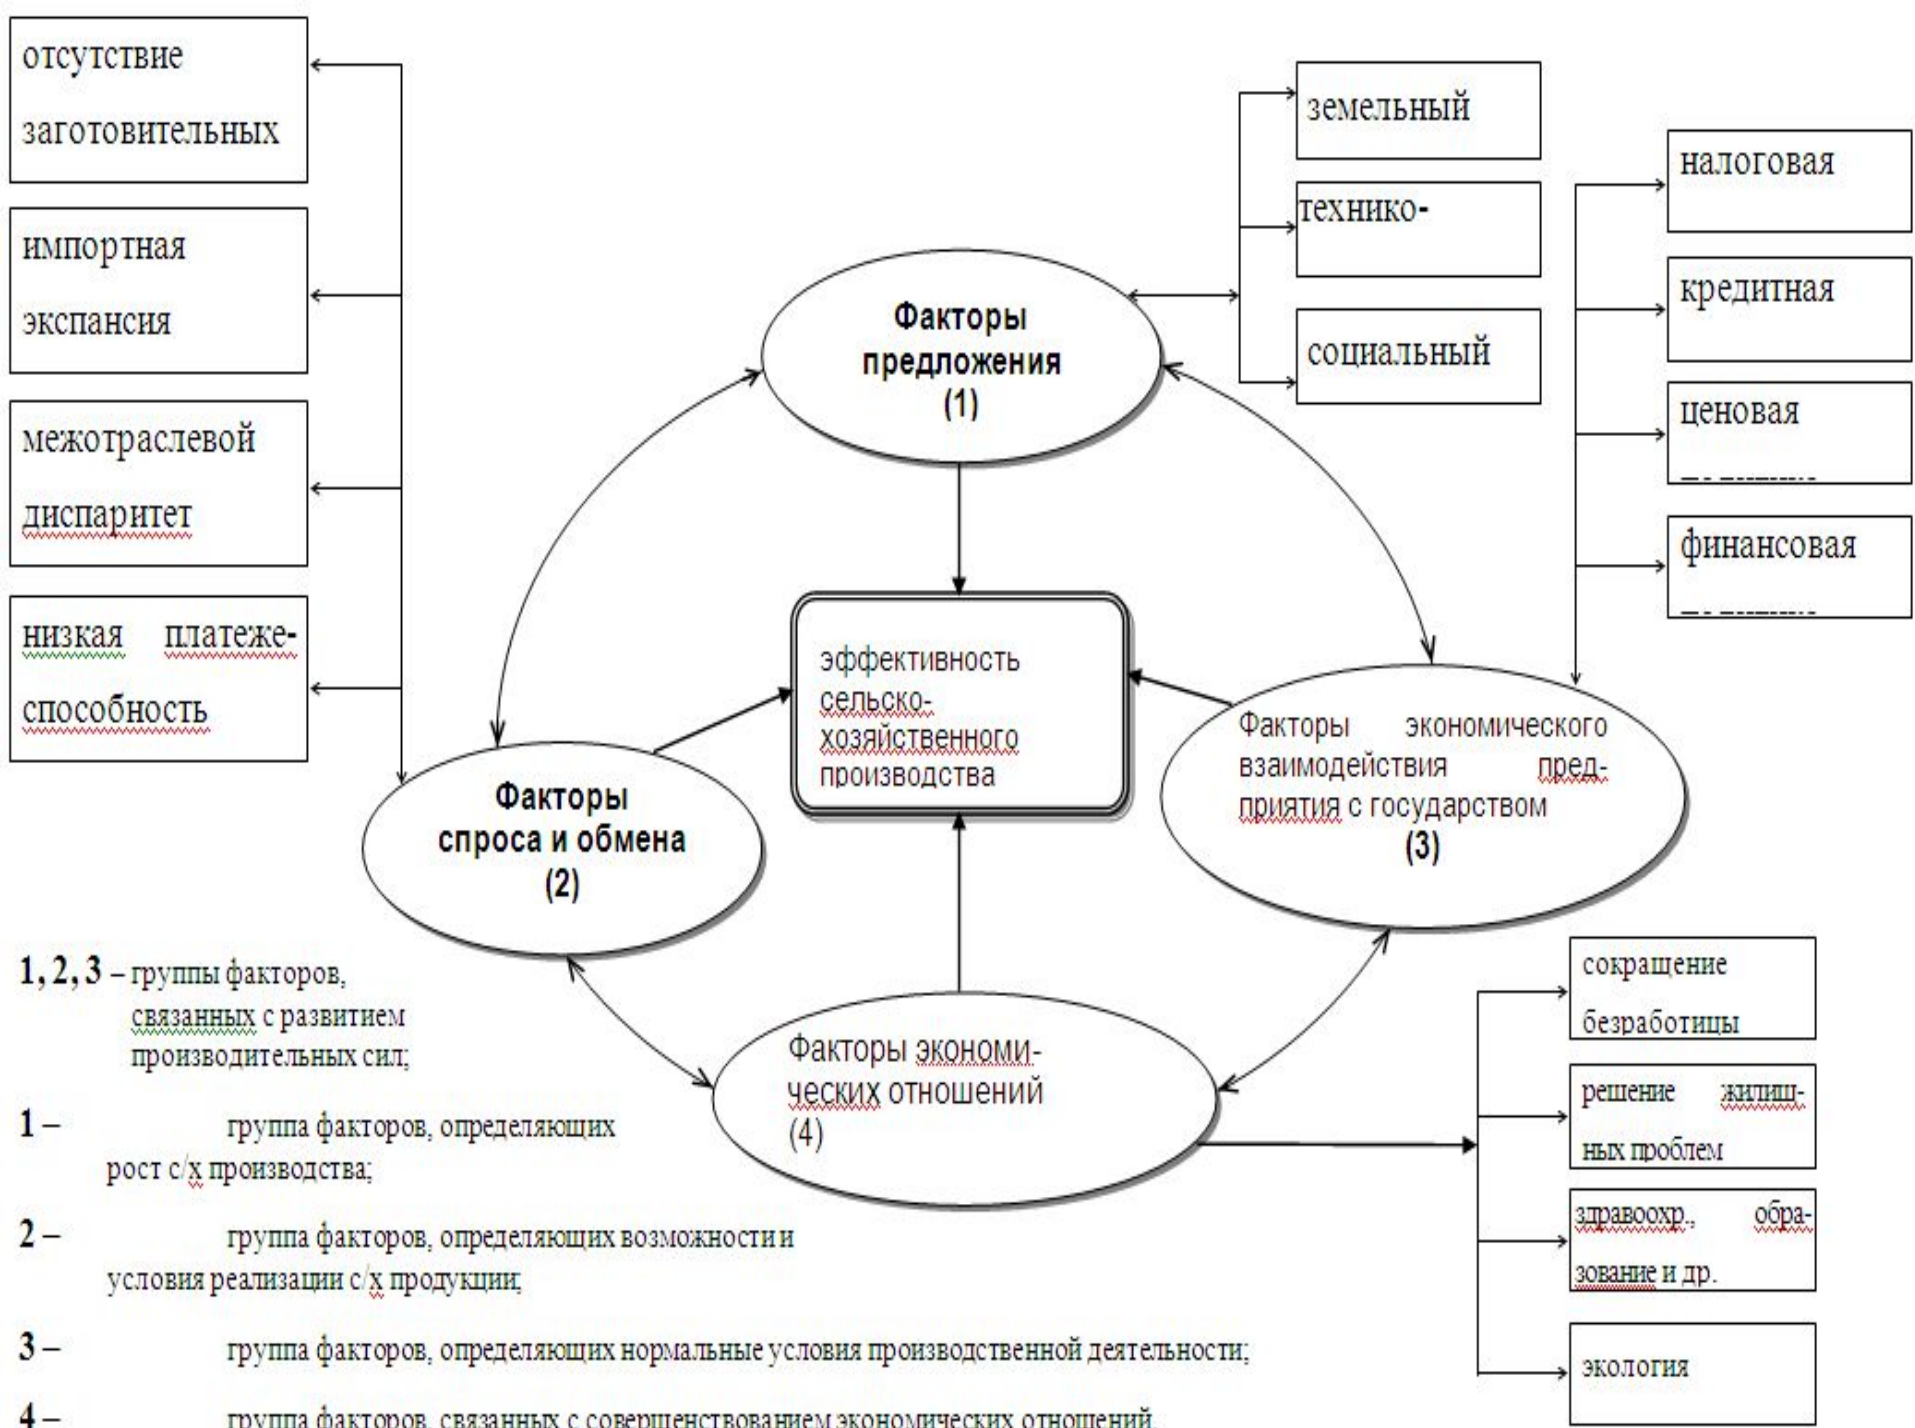 отсутствие
заготовительных
импортная
экспансия
межотраслевой
диспаритет
низкая платеже-
способность
земельный
технико-
социальный
налоговая
кредитная
ценовая
финансовая
Факторы
предложения
(1)
эффективность
сельско-
хозяйственного
производства
Факторы
спроса и обмена
(2)
Факторы экономического
взаимодействия пред-
приятия с государством
(3)
Факторы экономи-
ческих отношений
(4)
сокращение
безработицы
решение жилищ-
ных проблем
здравоохр., обра-
зование и др.
экология
1, 2, 3 – группы факторов,
связанных с развитием
производительных сил;
1 – группа факторов, определяющих
рост с/х производства;
2 – группа факторов, определяющих возможности и
условия реализации с/х продукции;
3 – группа факторов, определяющих нормальные условия производственной деятельности;
4 – группа факторов, связанных с совершенствованием экономических отношений.